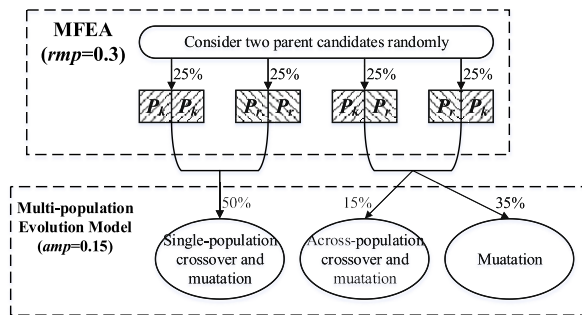 MFEA
(rmp=0.3)
Consider two parent candidates randomly
25% 25% 25% 25%
Pk Pk Pr Pr Pk Pr Pr Pk
Multi-population
Evolution Model
(amp=0.15)
50% 15% 35%
Single-population
crossover and
muatation
Across-population
crossover and
muatation
Muatation